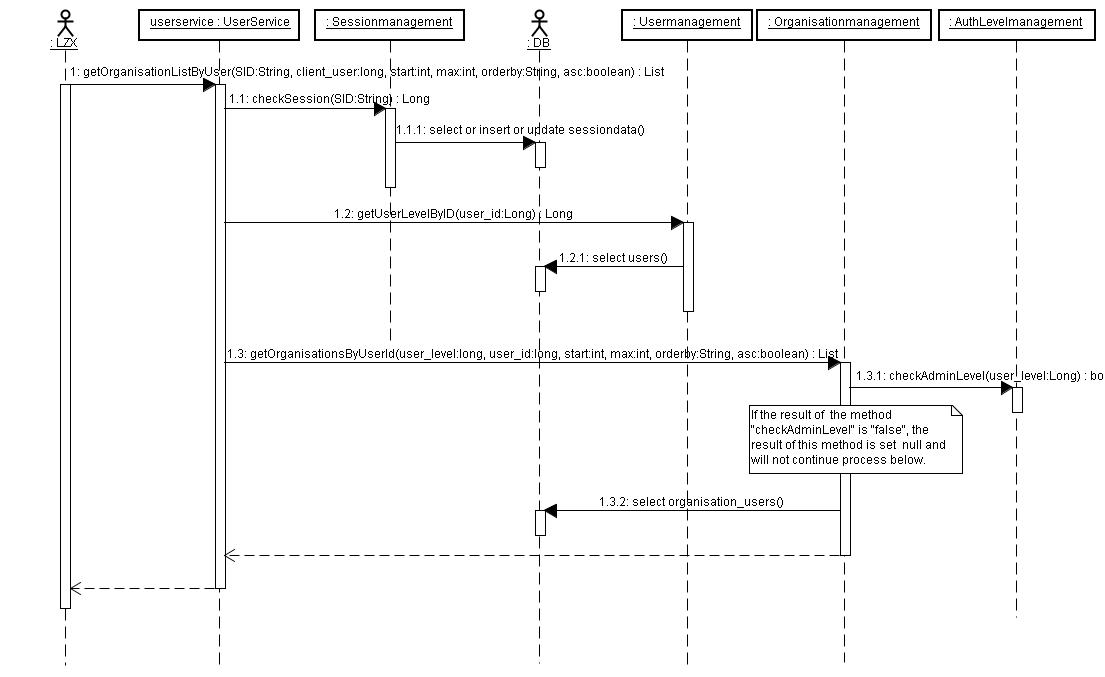 : LZX
userservice : UserService
: Sessionmanagement
: DB
: Usermanagement
: Organisationmanagement
: AuthLevelmanagement
1: getOrganisationListByUser(SID:String, client_user:long, start:int, max:int, orderby:String, asc:boolean) : List
1.1: checkSession(SID:String) : Long
1.1.1: select or insert or update sessiondata()
1.2: getUserLevelByID(user_id:Long) : Long
1.2.1: select users()
1.3: getOrganisationsByUserId(user_level:long, user_id:long, start:int, max:int, orderby:String, asc:boolean) : List
1.3.1: checkAdminLevel(user_level:Long) : bo
If the result of the method
"checkAdminLevel" is "false", the
result of this method is set null and
will not continue process below.
1.3.2: select organisation_users()